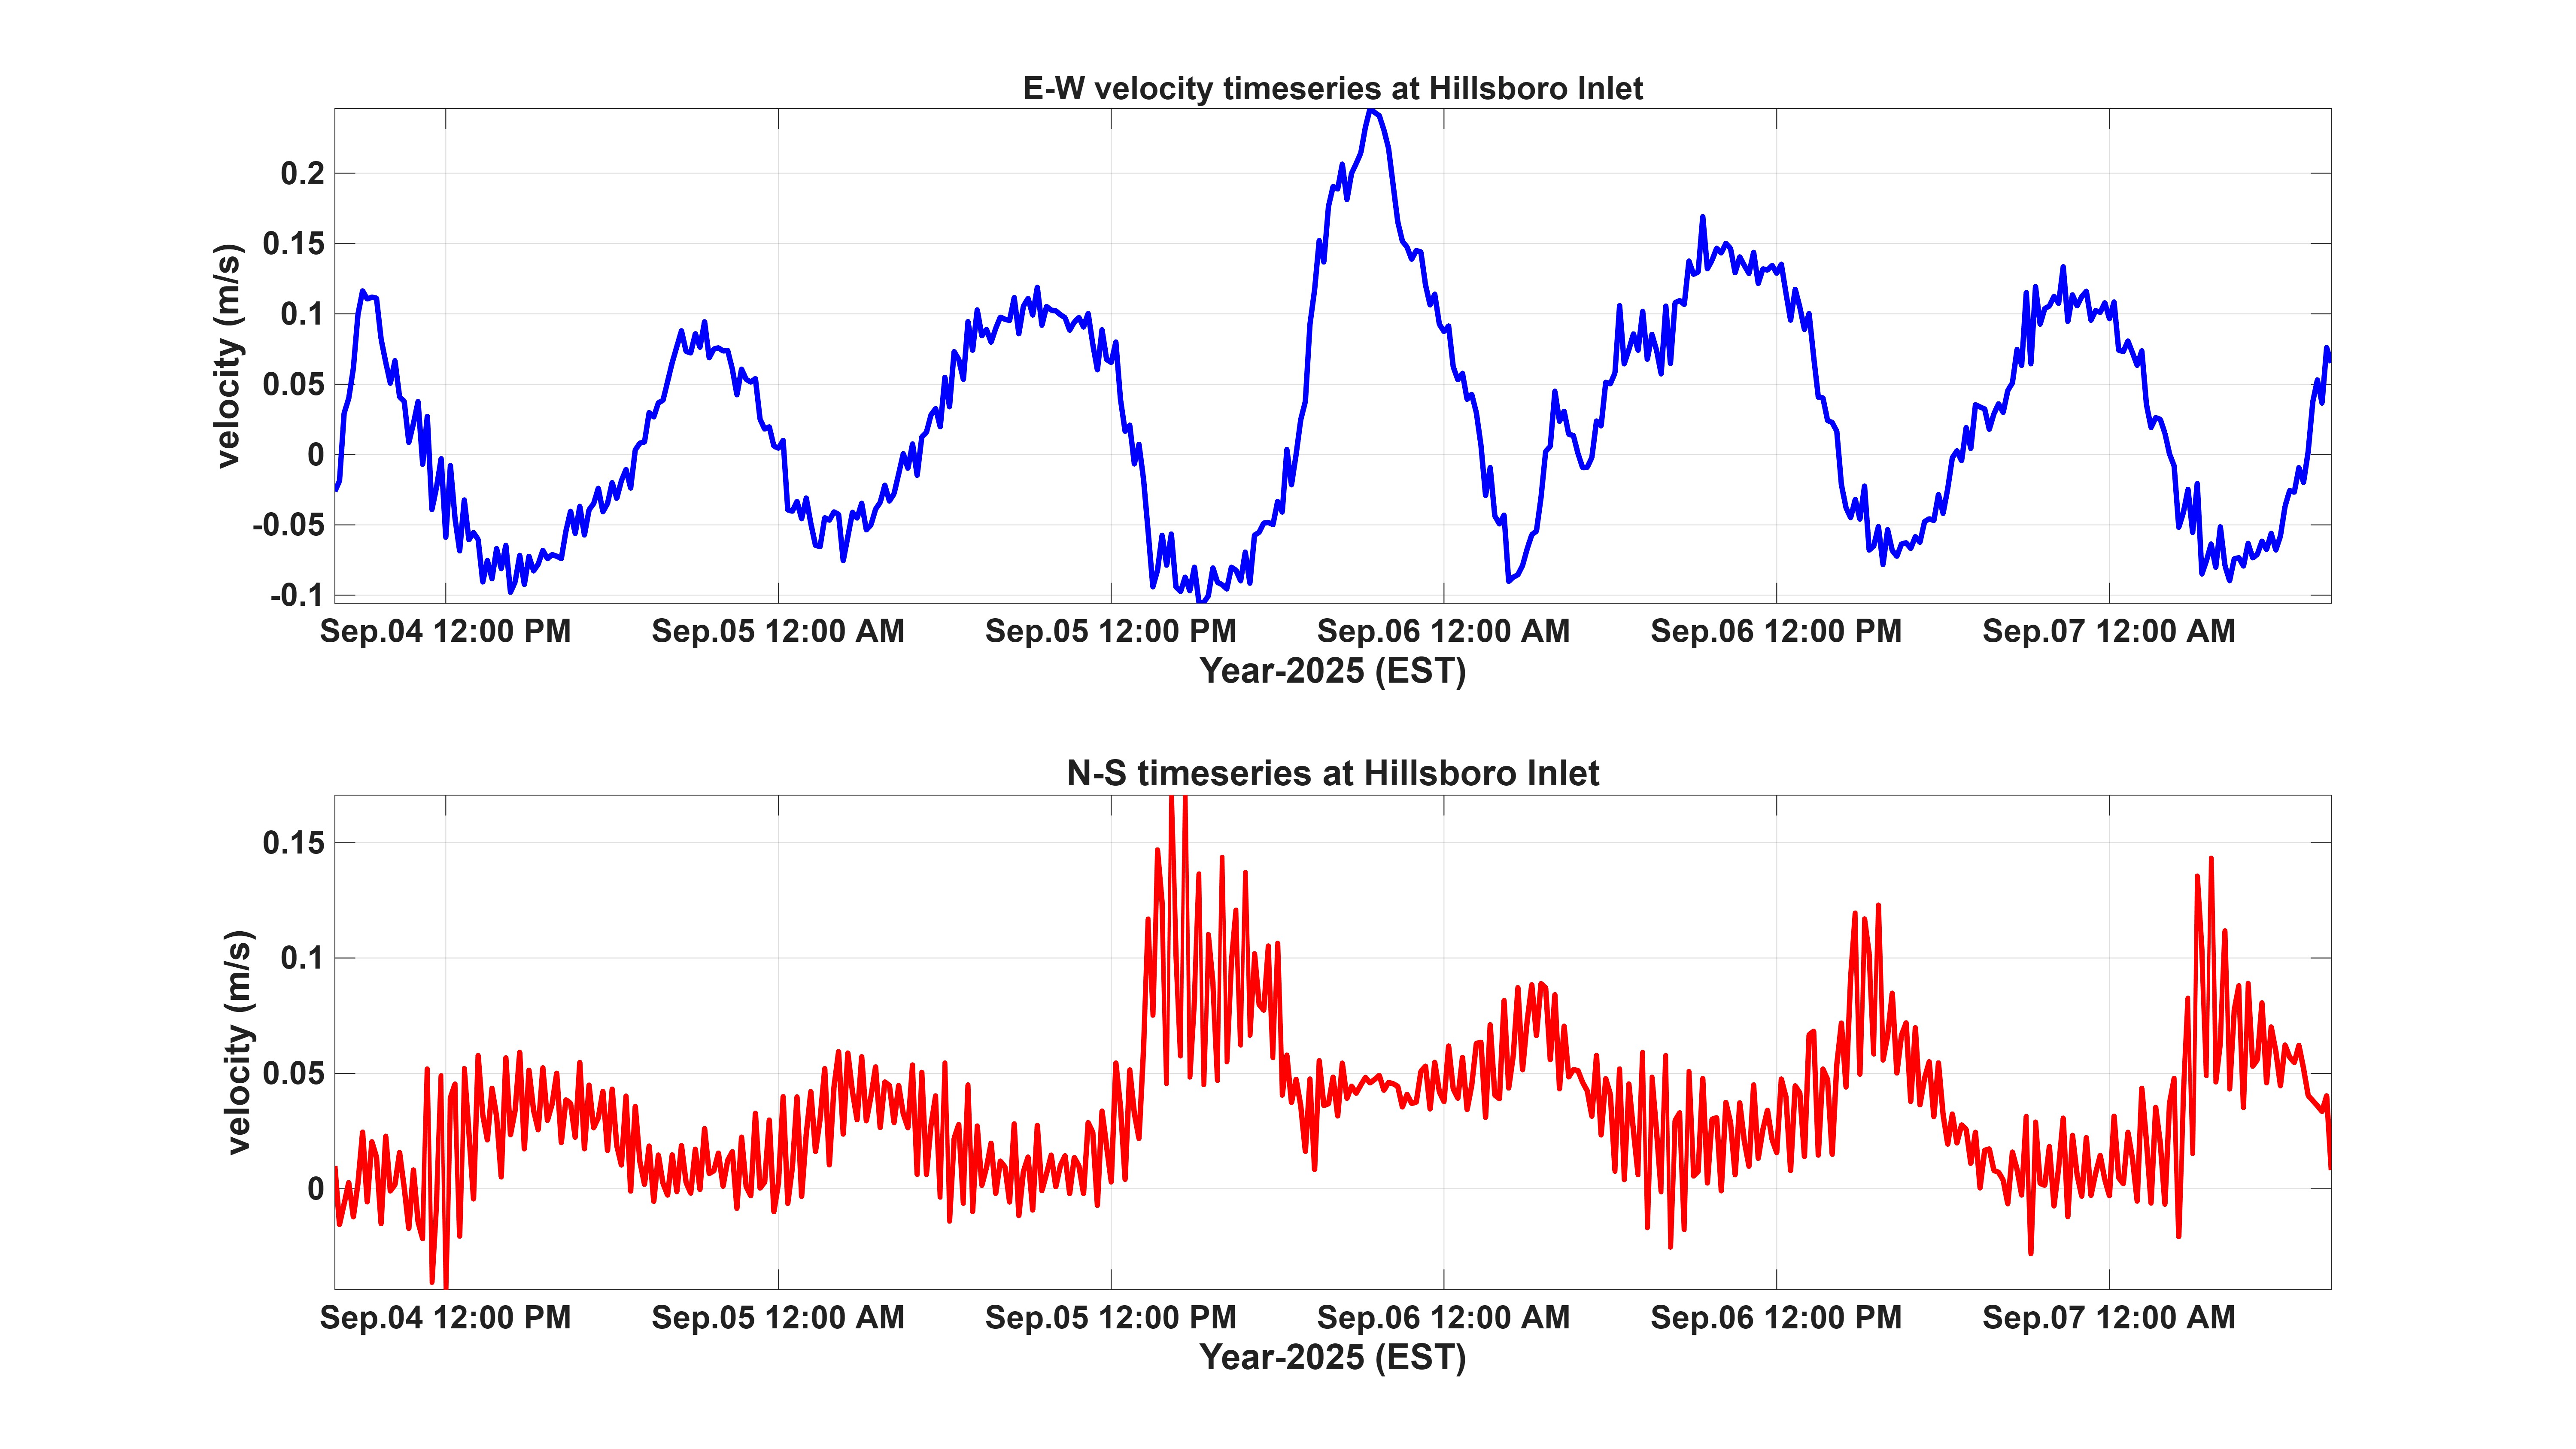 E-W velocity timeseries at Hillsboro Inlet
velocity (m/s)
0.2
0.15
0.1
0.05
0
-0.05
-0.1
Sep.04 12:00 PM Sep.05 12:00 AM Sep.05 12:00 PM Sep.06 12:00 AM Sep.06 12:00 PM Sep.07 12:00 AM
Year-2025 (EST)
N-S timeseries at Hillsboro Inlet
velocity (m/s)
0.15
0.1
0.05
0
Sep.04 12:00 PM Sep.05 12:00 AM Sep.05 12:00 PM Sep.06 12:00 AM Sep.06 12:00 PM Sep.07 12:00 AM
Year-2025 (EST)